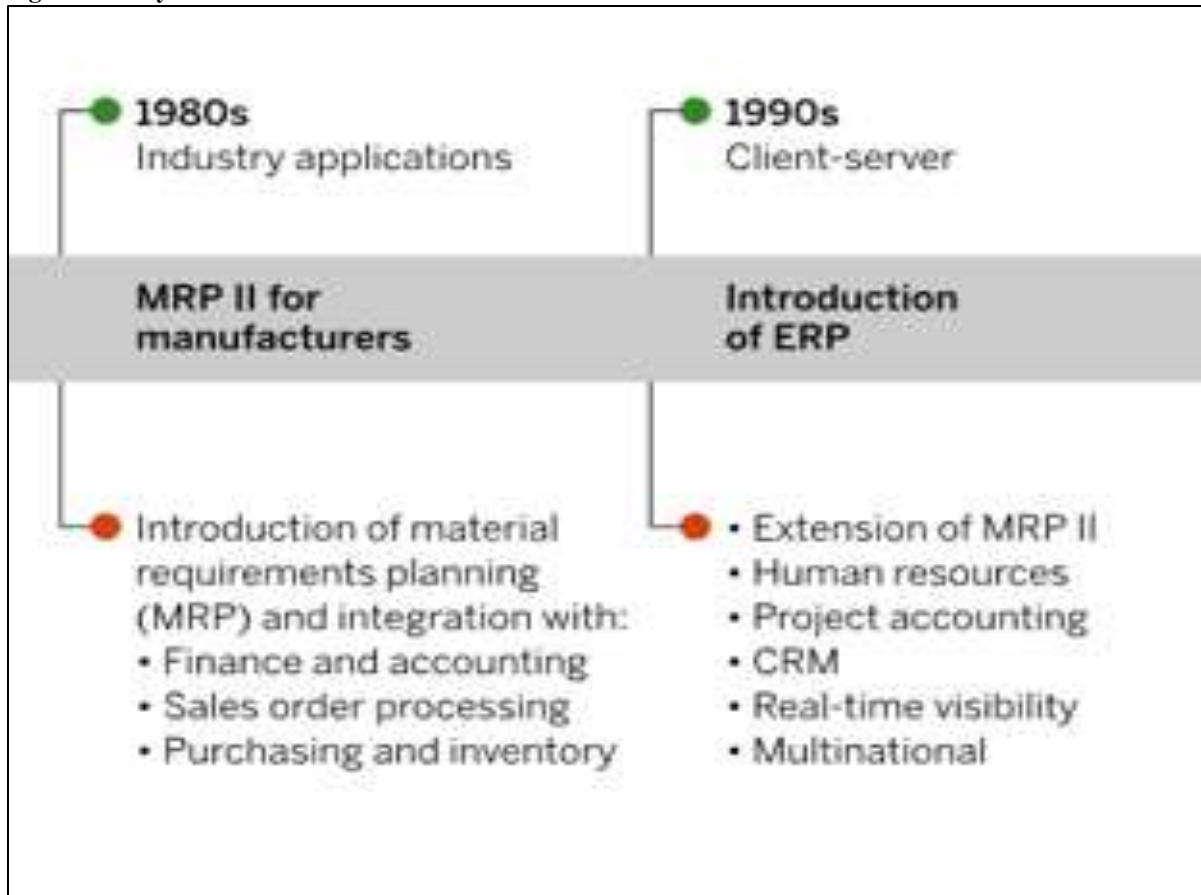 1980s
Industry applications
MRP II for
manufacturers
Introduction of material
requirements planning
(MRP) and integration with:
• Finance and accounting
• Sales order processing
• Purchasing and inventory
1990s
Client-server
Introduction
of ERP
• Extension of MRP II
• Human resources
• Project accounting
• CRM
• Real-time visibility
• Multinational